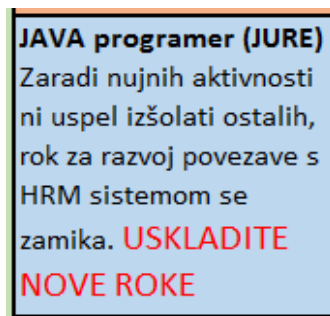 JAVA programer (JURE)
Zaradi nujnih aktivnosti
ni uspel izšolati ostalih,
rok za razvoj povezave s
HRM sistemom se
zamika. USKLADITE
NOVE ROKE